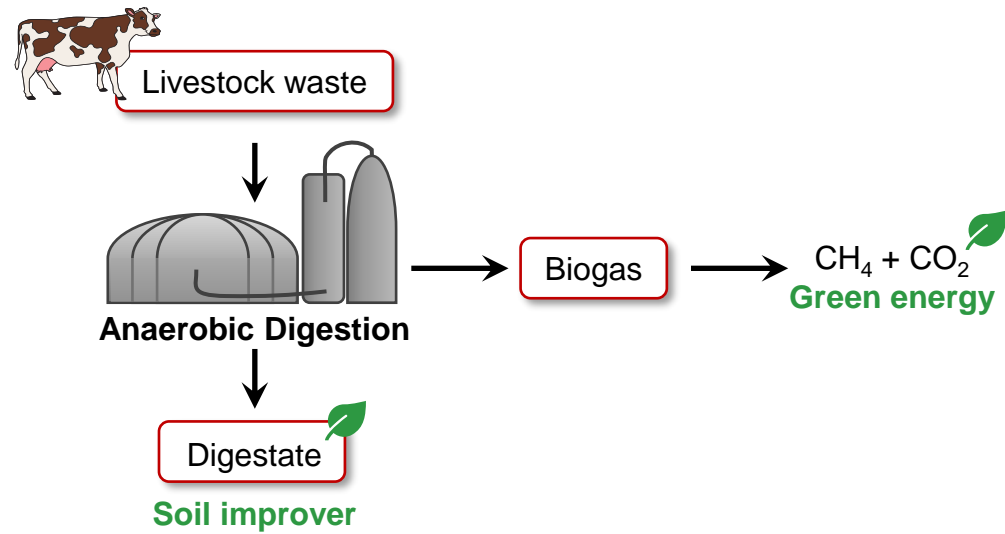 Livestock waste
Anaerobic Digestion
Biogas
CH₄ + CO₂
Green energy
Digestate
Soil improver